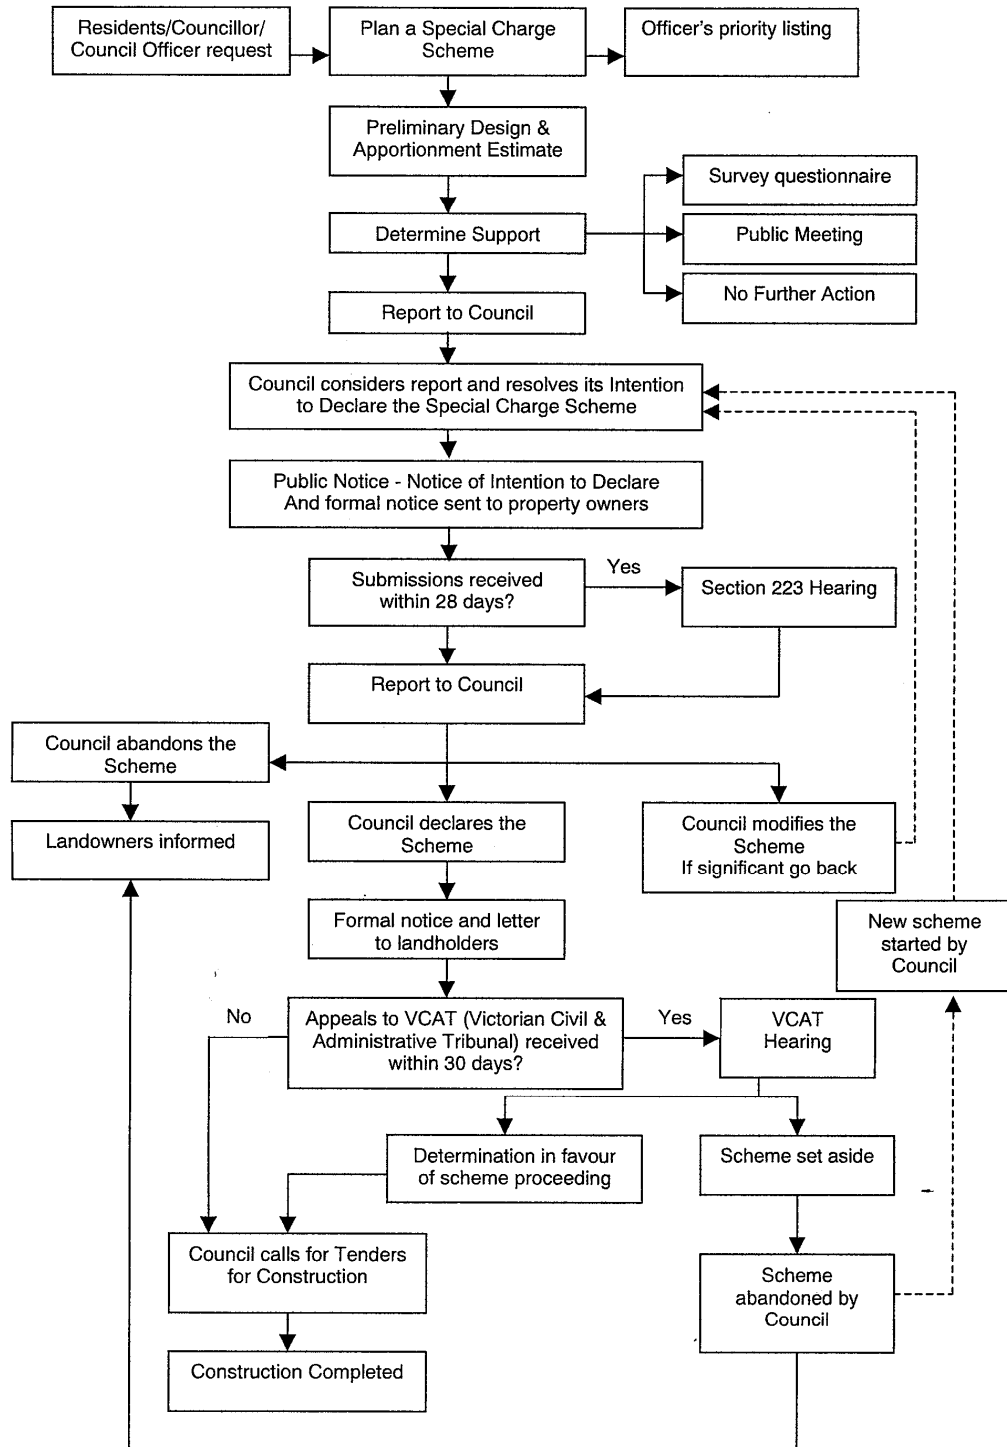 Residents/Councillor/
Council Officer request
Plan a Special Charge
Scheme
Officer's priority listing
Preliminary Design &
Apportionment Estimate
Survey questionnaire
Determine Support
Public Meeting
No Further Action
Report to Council
Council considers report and resolves its Intention
to Declare the Special Charge Scheme
Public Notice - Notice of Intention to Declare
And formal notice sent to property owners
Submissions received
within 28 days?
Yes
Section 223 Hearing
Report to Council
Council abandons the
Scheme
Landowners informed
Council declares the
Scheme
Council modifies the
Scheme
If significant go back
Formal notice and letter
to landholders
New scheme
started by
Council
No
Appeals to VCAT (Victorian Civil &
Administrative Tribunal) received
within 30 days?
Yes
VCAT
Hearing
Determination in favour
of scheme proceeding
Scheme set aside
Council calls for Tenders
for Construction
Scheme
abandoned by
Council
Construction Completed